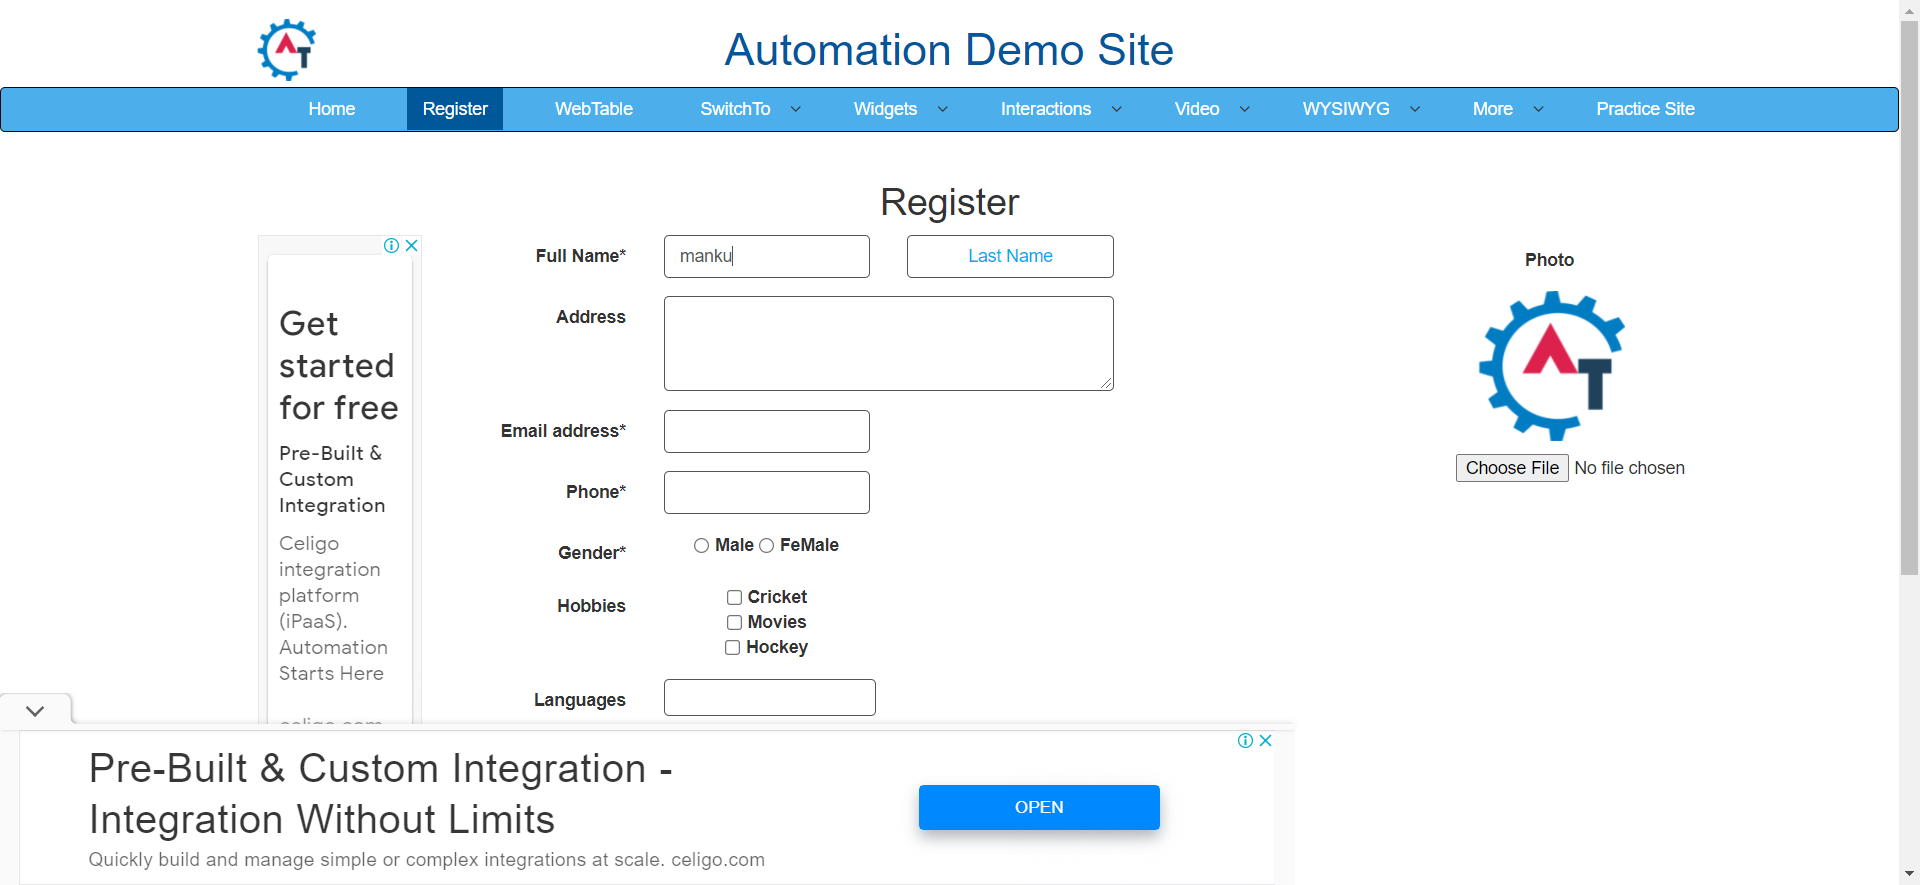 AT
Automation Demo Site
Home Register WebTable SwitchTo Widgets Interactions Video WYSIWYG More Practice Site
Register
Full Name* manku Last Name
Address
Email address*
Phone*
Gender* Male FeMale
Hobbies Cricket
Movies
Hockey
Languages
Photo
AT
Choose File No file chosen
Get
started
for free
Pre-Built &
Custom
Integration
Celigo
integration
platform
(iPaaS).
Automation
Starts Here
celigo.com
Pre-Built & Custom Integration -
Integration Without Limits
Quickly build and manage simple or complex integrations at scale. celigo.com
OPEN